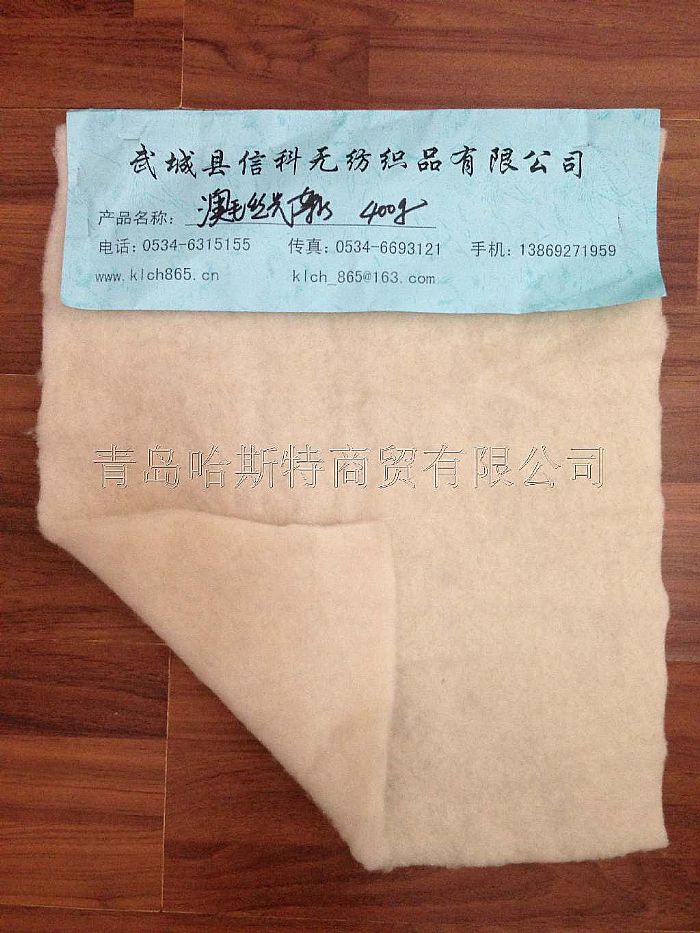 武城县信科无纺织品有限公司
产品名称: 澳毛丝光 400g
电话: 0534-6315155 传真: 0534-6693121 手机: 13869271959
www.klch865.cn klch_865@163.com
青岛哈斯特商贸有限公司